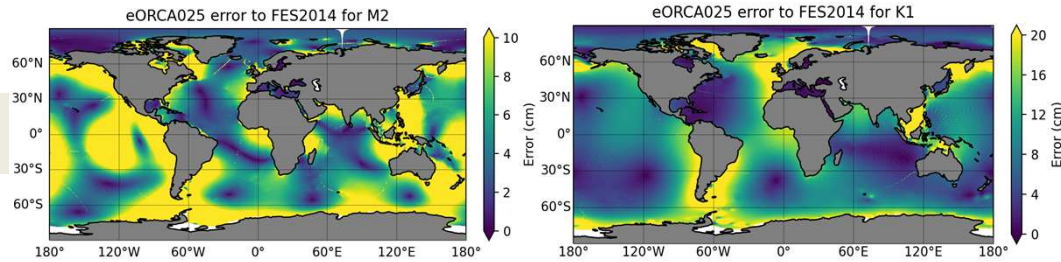 eORCA025 error to FES2014 for M2
60°N
30°N
0°
30°S
60°S
180°
120°W
60°W
0°
60°E
120°E
180°
10
8
6
4
2
0
Error (cm)
eORCA025 error to FES2014 for K1
60°N
30°N
0°
30°S
60°S
180°
120°W
60°W
0°
60°E
120°E
180°
20
16
12
8
4
0
Error (cm)